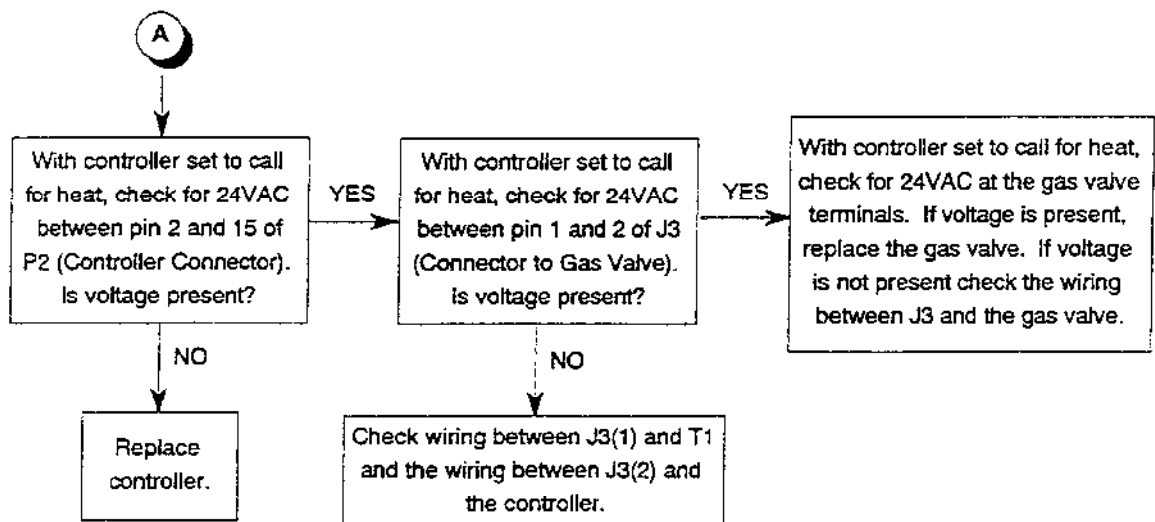 A
With controller set to call
for heat, check for 24VAC
between pin 2 and 15 of
P2 (Controller Connector).
Is voltage present?
YES
With controller set to call
for heat, check for 24VAC
between pin 1 and 2 of J3
(Connector to Gas Valve).
Is voltage present?
YES
With controller set to call for heat,
check for 24VAC at the gas valve
terminals. If voltage is present,
replace the gas valve. If voltage
is not present check the wiring
between J3 and the gas valve.
NO
Replace
controller.
NO
Check wiring between J3(1) and T1
and the wiring between J3(2) and
the controller.